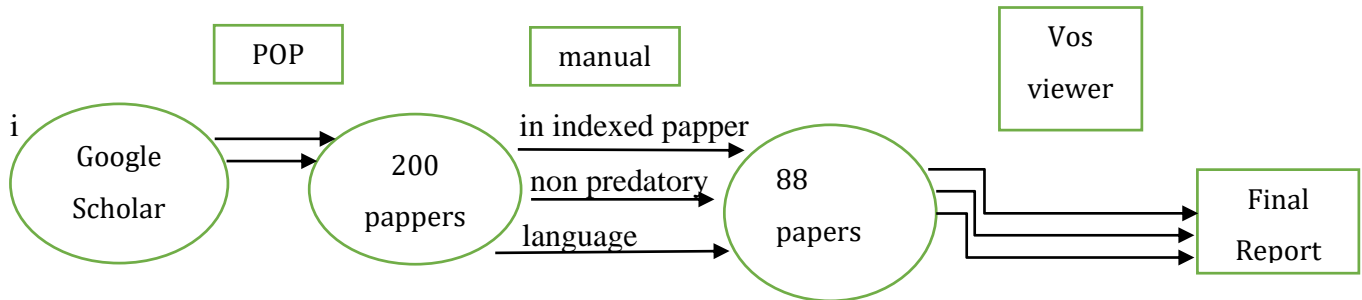 POP
manual
Vos
viewer
i
Google
Scholar
200
pappers
in indexed papper
non predatory
language
88
papers
Final
Report